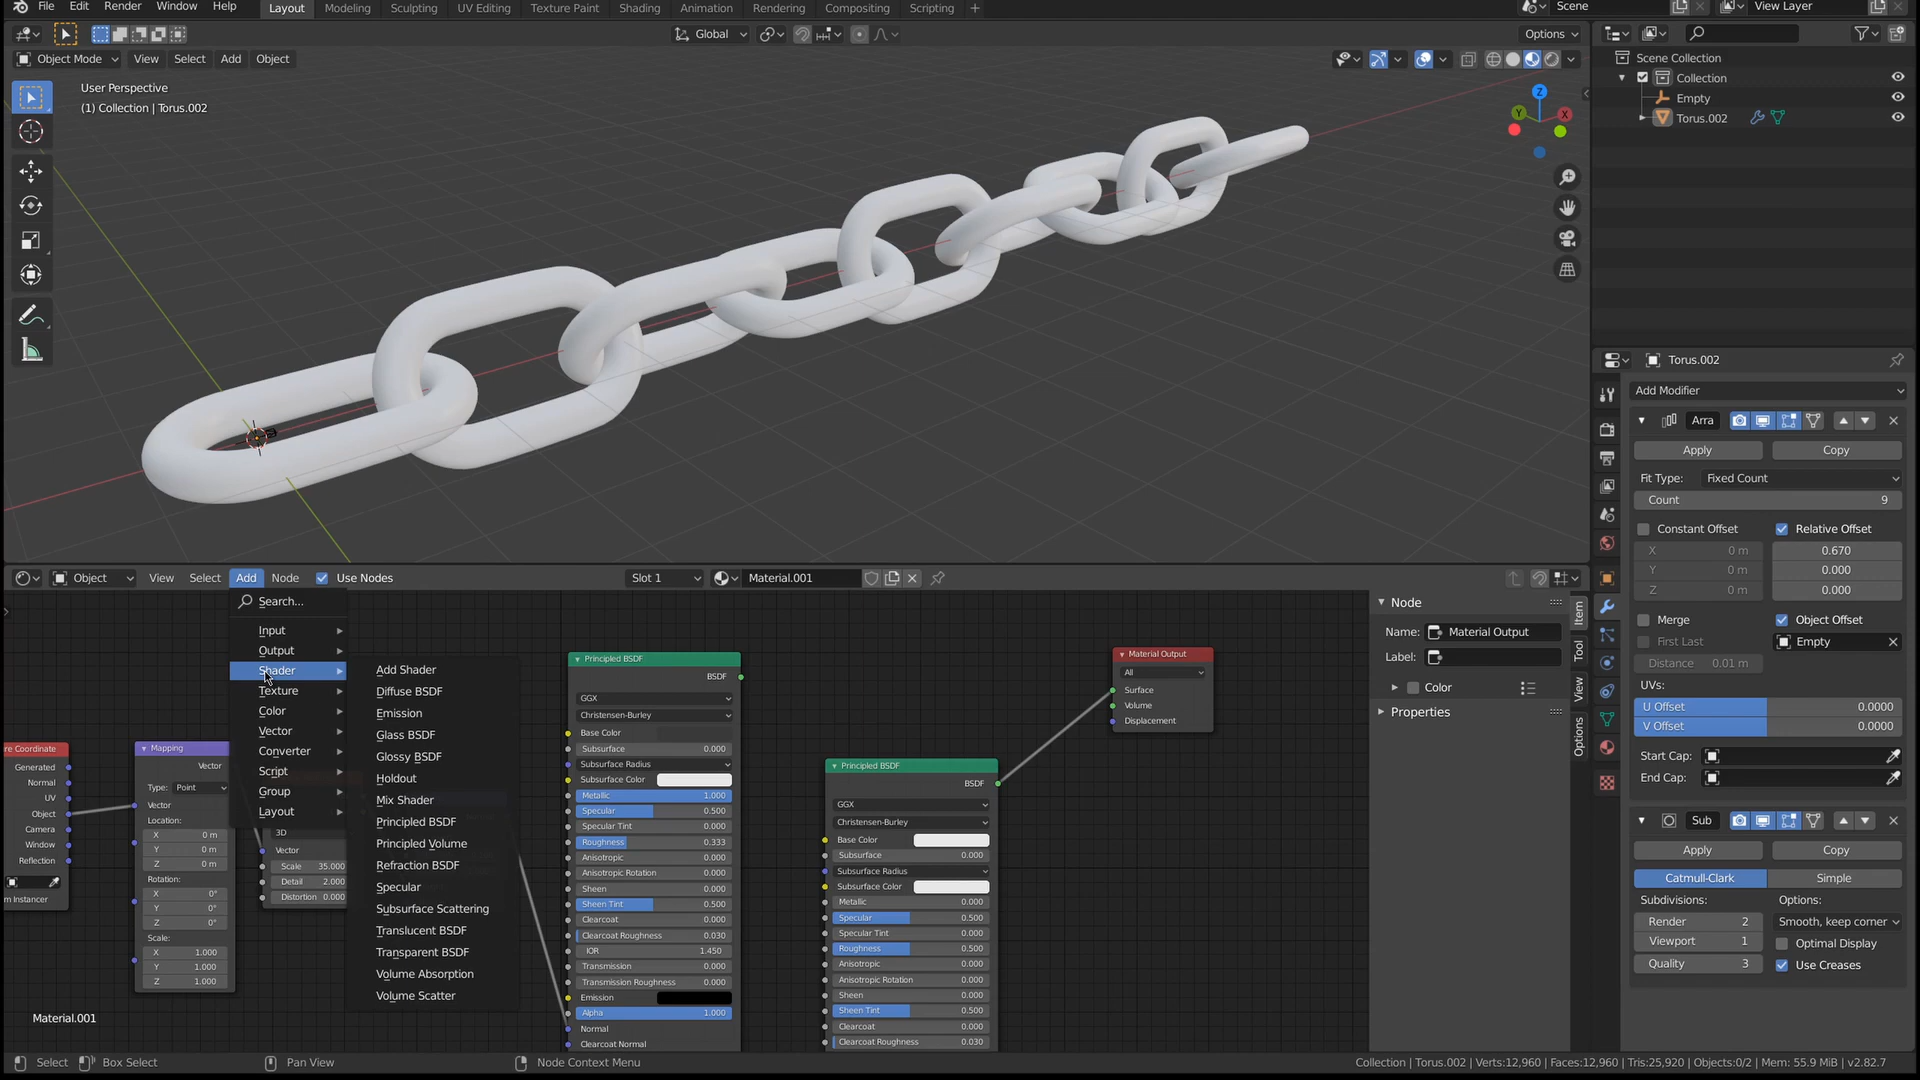 File Edit Render Window Help Layout Modeling Sculpting UV Editing Texture Paint Shading Animation Rendering Compositing Scripting + Scene View Layer
Global Options
Object Mode View Select Add Object
User Perspective
(1) Collection | Torus.002
Z
Y
X
Scene Collection
Collection
Empty
Torus.002
Torus.002
Add Modifier
Arra
Apply Copy
Fit Type: Fixed Count
Count 9
Constant Offset Relative Offset
X 0 m 0.670
Y 0 m 0.000
Z 0 m 0.000
Merge Object Offset
First Last Empty
Distance 0.01 m
UVs:
U Offset 0.0000
V Offset 0.0000
Start Cap:
End Cap:
Sub
Apply Copy
Catmull-Clark Simple
Subdivisions: Options:
Render 2 Smooth, keep corner
Viewport 1 Optimal Display
Quality 3 Use Creases
Object View Select Add Node Use Nodes Slot 1 Material.001
Search...
Input
Output
Shader
Texture
Color
Vector
Converter
Script
Group
Layout
Add Shader
Diffuse BSDF
Emission
Glass BSDF
Glossy BSDF
Holdout
Mix Shader
Principled BSDF
Principled Volume
Refraction BSDF
Specular
Subsurface Scattering
Translucent BSDF
Transparent BSDF
Volume Absorption
Volume Scatter
re Coordinate
Generated
Normal
UV
Object
Camera
Window
Reflection
m Instancer
Mapping
Vector
Type: Point
Vector
Location:
X 0 m
Y 0 m
Z 0 m
Rotation:
X 0°
Y 0°
Z 0°
Scale:
X 1.000
Y 1.000
Z 1.000
3D
Vector
Scale 35.000
Detail 2.000
Distortion 0.000
Principled BSDF
BSDF
GGX
Christensen-Burley
Base Color
Subsurface 0.000
Subsurface Radius
Subsurface Color
Metallic 1.000
Specular 0.500
Specular Tint 0.000
Roughness 0.333
Anisotropic 0.000
Anisotropic Rotation 0.000
Sheen 0.000
Sheen Tint 0.500
Clearcoat 0.000
Clearcoat Roughness 0.030
IOR 1.450
Transmission 0.000
Transmission Roughness 0.000
Emission
Alpha 1.000
Normal
Clearcoat Normal
Principled BSDF
BSDF
GGX
Christensen-Burley
Base Color
Subsurface 0.000
Subsurface Radius
Subsurface Color
Metallic 0.000
Specular 0.500
Specular Tint 0.000
Roughness 0.500
Anisotropic 0.000
Anisotropic Rotation 0.000
Sheen 0.000
Sheen Tint 0.500
Clearcoat 0.000
Clearcoat Roughness 0.030
Material Output
All
Surface
Volume
Displacement
Node
Name: Material Output
Label:
Color
Properties
Item
Tool
View
Options
Material.001
Select Box Select Pan View Node Context Menu Collection | Torus.002 | Verts:12,960 | Faces:12,960 | Tris:25,920 | Objects:0/2 | Mem: 55.9 MiB | v2.82.7